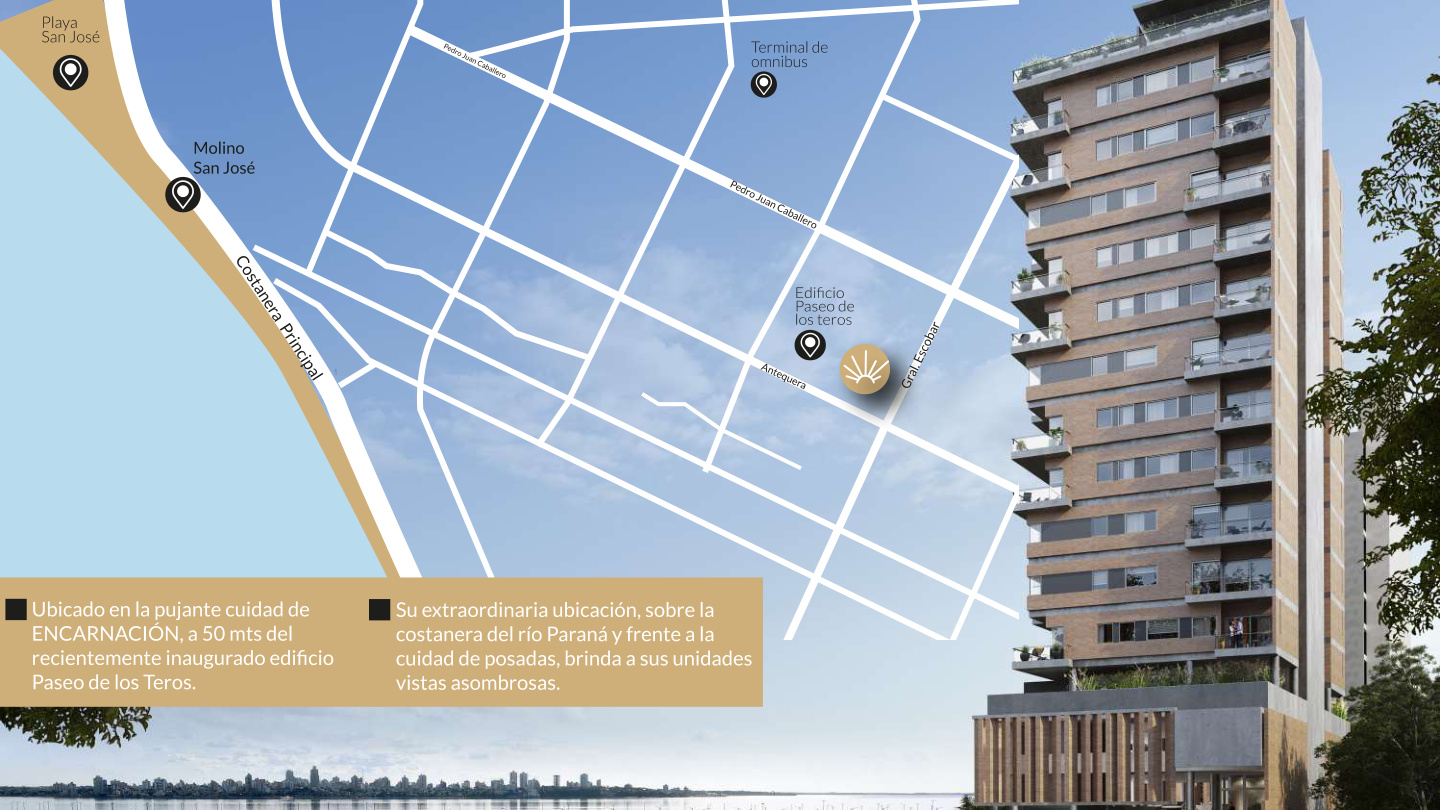 Playa
San José
Molino
San José
Costanera Principal
Pedro Juan Caballero
Terminal de
omnibus
Pedro Juan Caballero
Edificio
Paseo de
los teros
Antequera
Gral. Escobar
Ubicado en la pujante cuidad de
ENCARNACIÓN, a 50 mts del
recientemente inaugurado edificio
Paseo de los Teros.
Su extraordinaria ubicación, sobre la
costanera del río Paraná y frente a la
cuidad de posadas, brinda a sus unidades
vistas asombrosas.